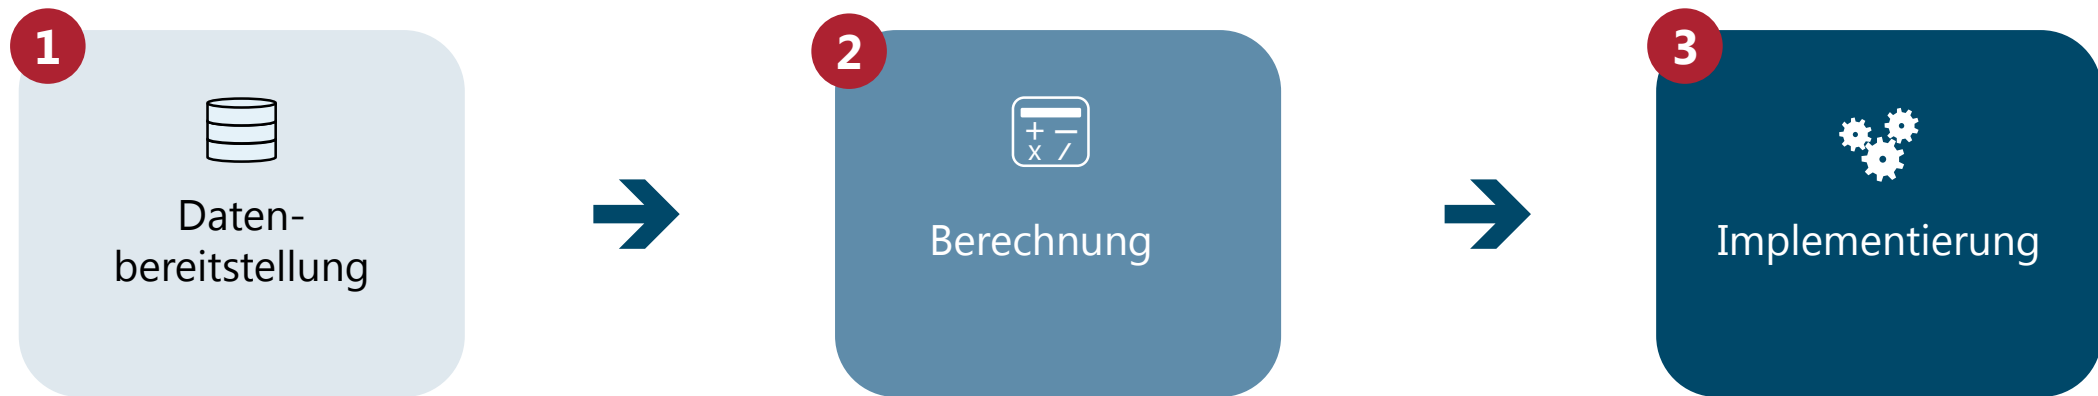 1
Daten-
bereitstellung
2
+ −
x /
Berechnung
3
Implementierung